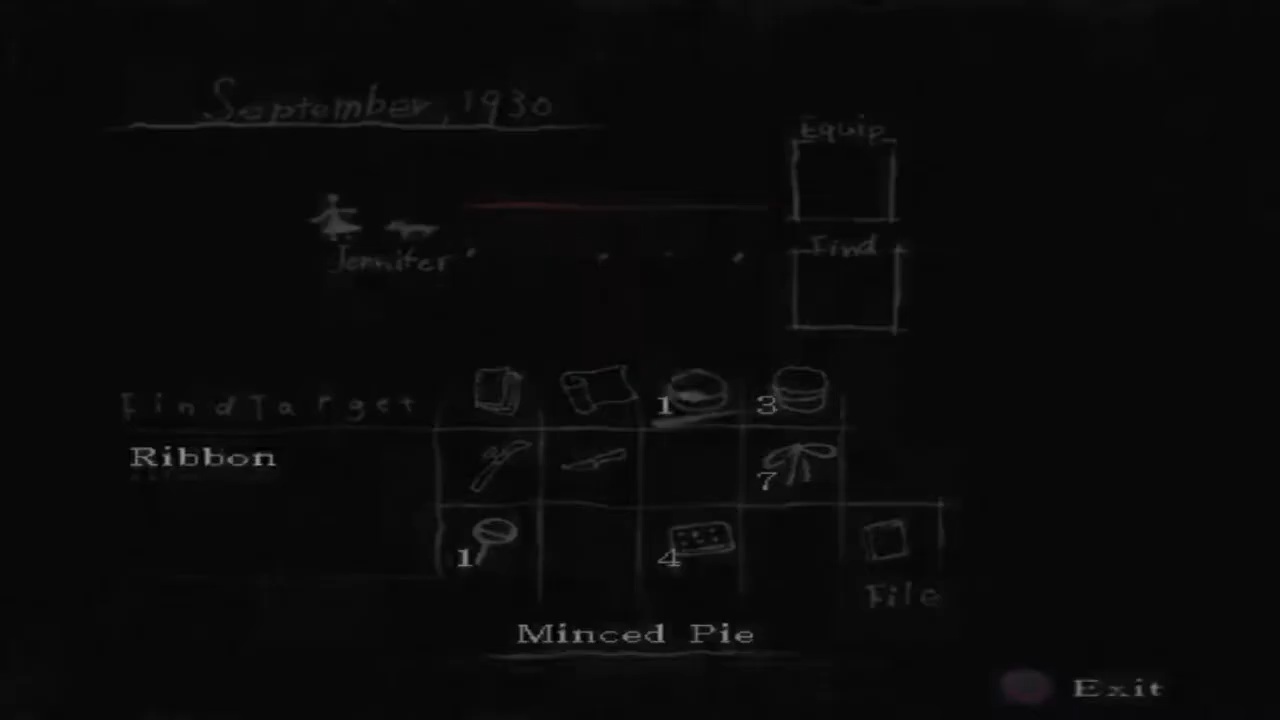 September, 1930
Equip
Find
Jennifer
1
3
FindTarget
Ribbon
7
1
4
File
Minced Pie
Exit